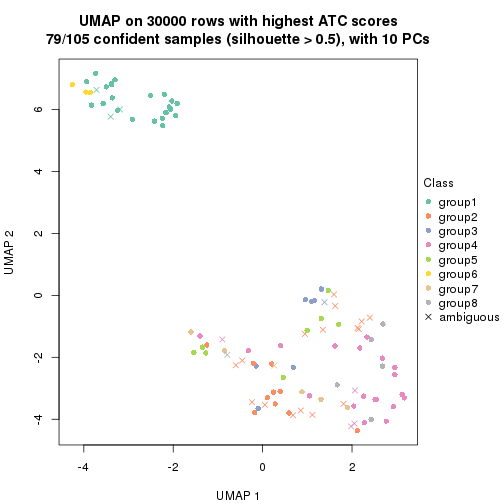 UMAP on 30000 rows with highest ATC scores
79/105 confident samples (silhouette > 0.5), with 10 PCs
UMAP 2
6
4
2
0
-2
-4
-4
-2
0
2
UMAP 1
Class
group1
group2
group3
group4
group5
group6
group7
group8
ambiguous